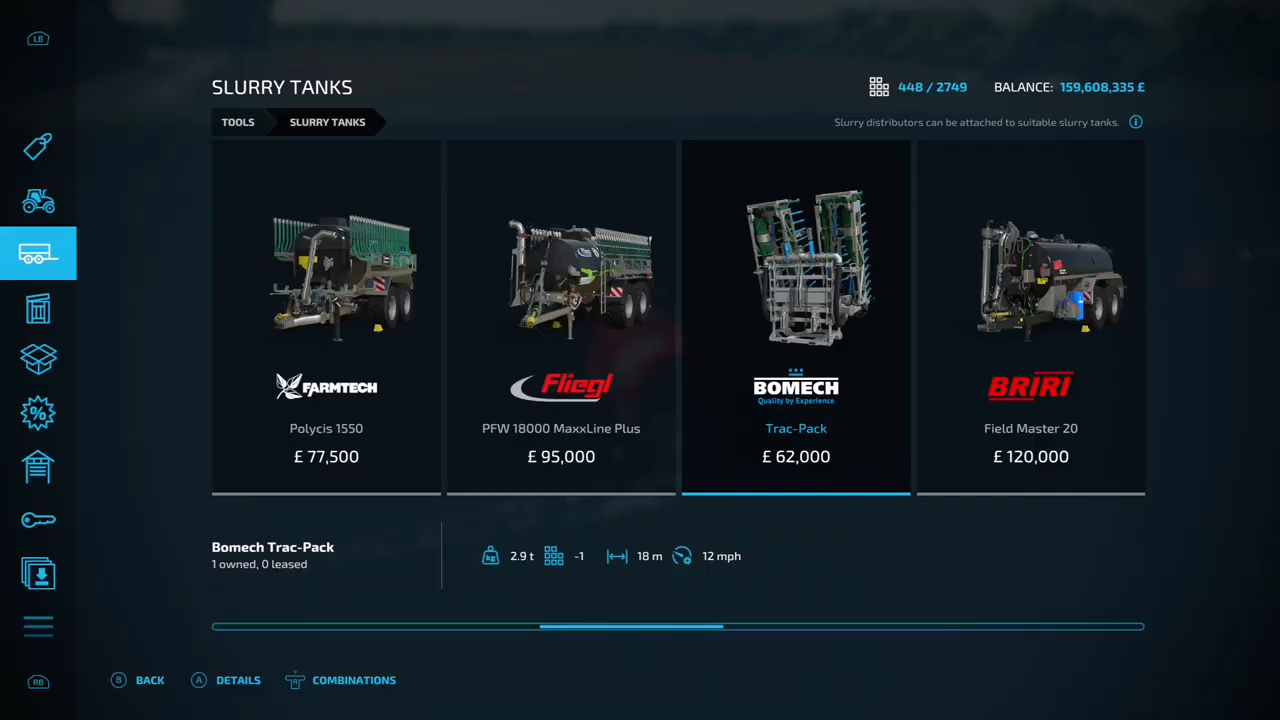 LB
SLURRY TANKS
448 / 2749
BALANCE: 159,608,335 £
TOOLS
SLURRY TANKS
Slurry distributors can be attached to suitable slurry tanks.
FARMTECH
Polycis 1550
£ 77,500
Fliegl
PFW 18000 MaxxLine Plus
£ 95,000
BOMECH
Quality by Experience
Trac-Pack
£ 62,000
BRIRI
Field Master 20
£ 120,000
Bomech Trac-Pack
1 owned, 0 leased
kg 2.9 t
-1
18 m
12 mph
%
RB
B BACK
A DETAILS
R COMBINATIONS